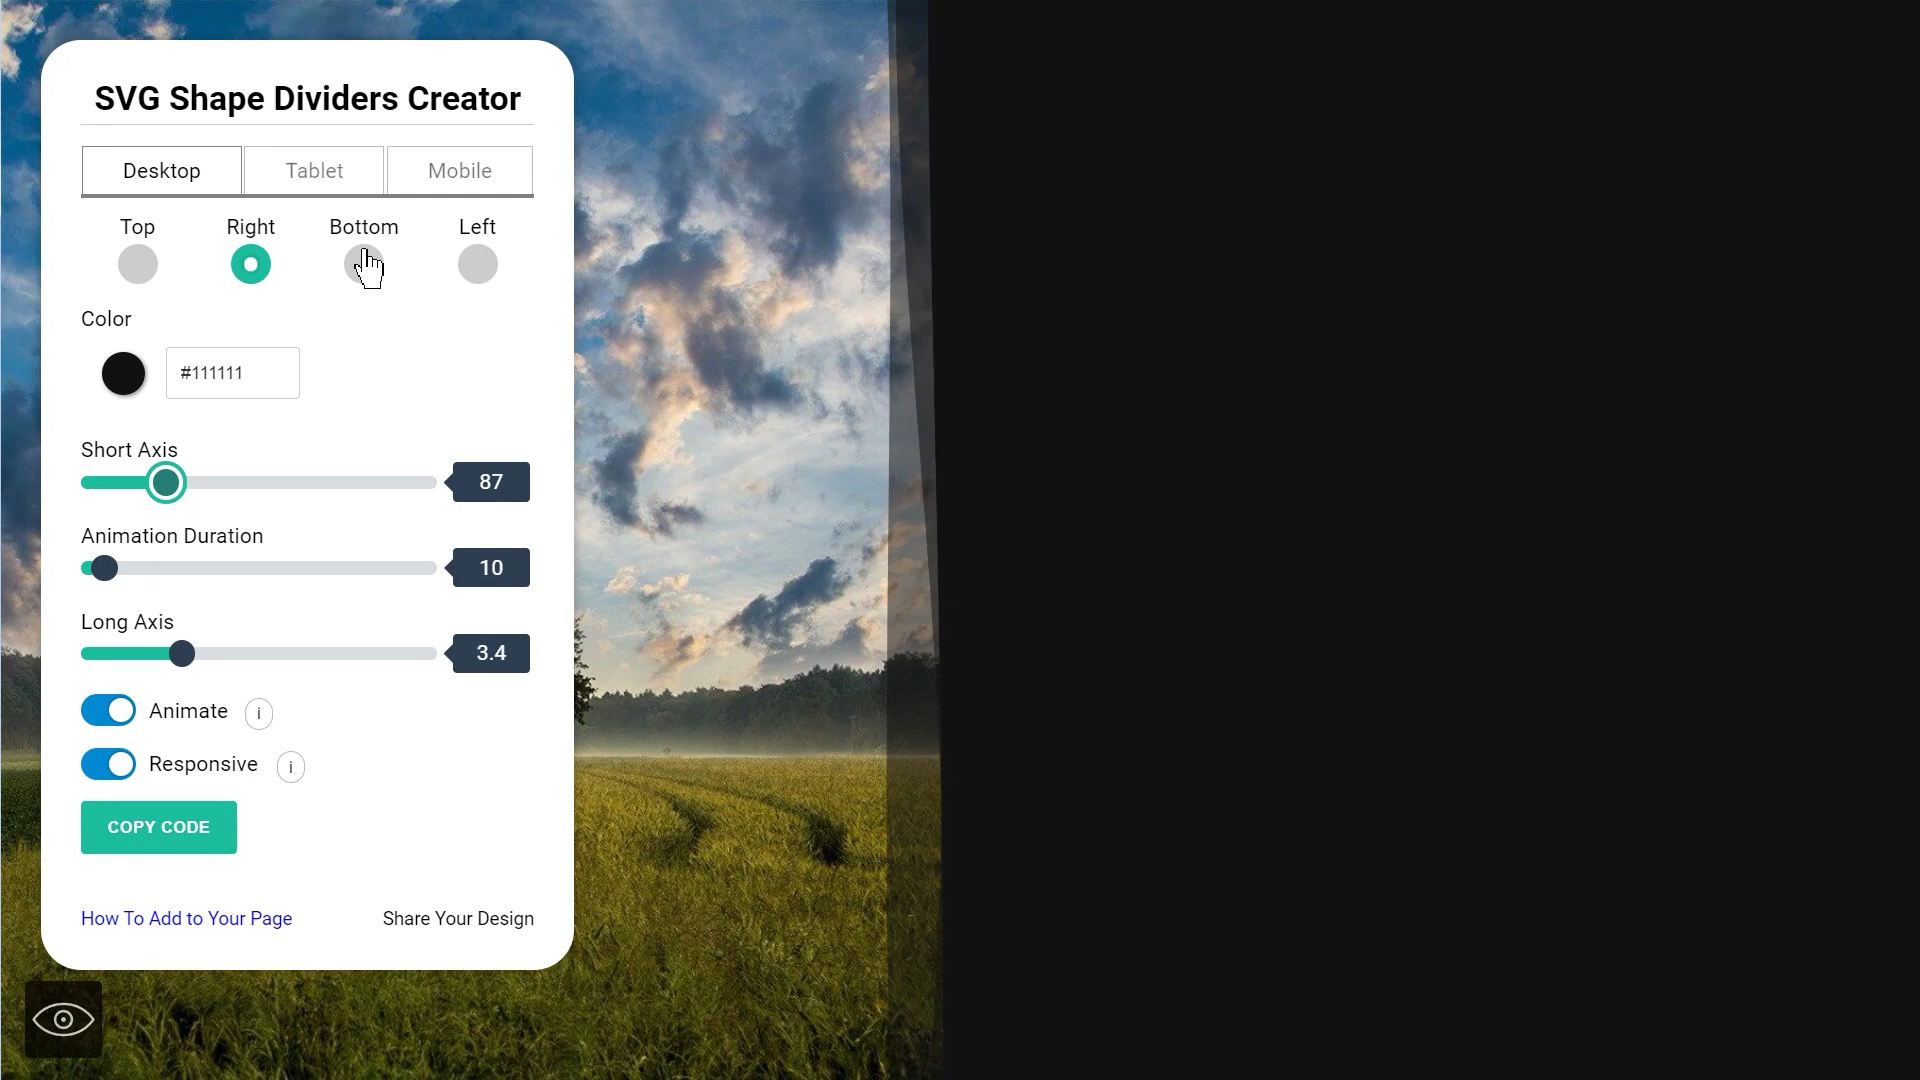 SVG Shape Dividers Creator
Desktop Tablet Mobile
Top Right Bottom Left
Color
#111111
Short Axis
87
Animation Duration
10
Long Axis
3.4
Animate i
Responsive i
COPY CODE
How To Add to Your Page Share Your Design